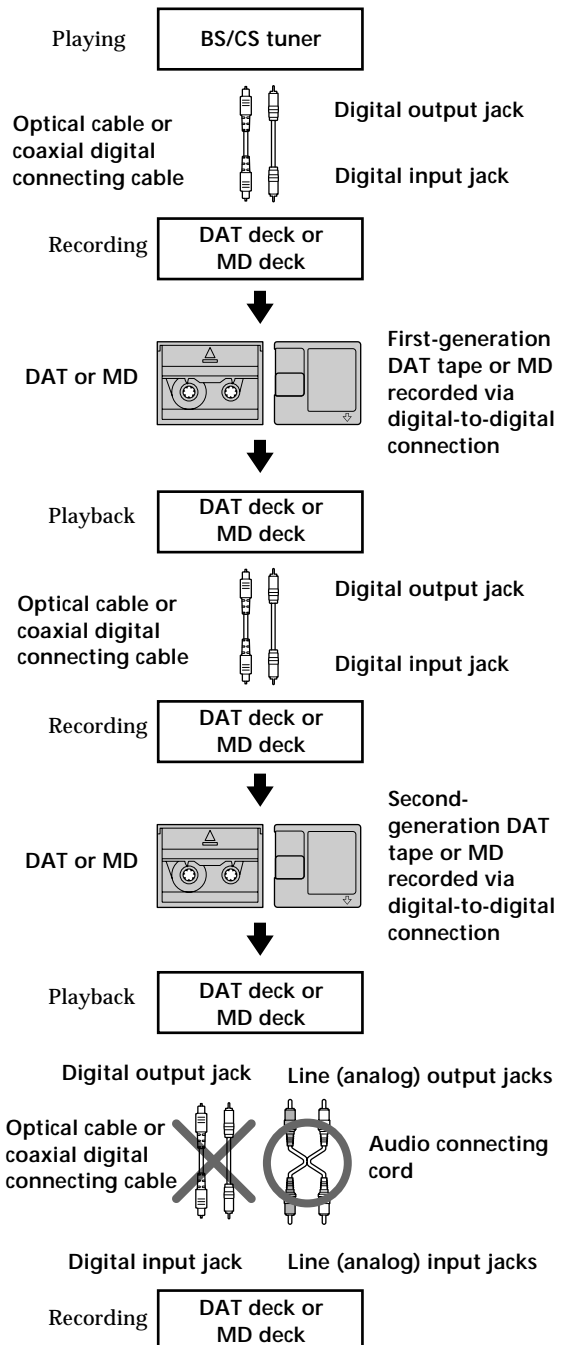 Playing
BS/CS tuner
Optical cable or
coaxial digital
connecting cable
Digital output jack
Digital input jack
Recording
DAT deck or
MD deck
DAT or MD
First-generation
DAT tape or MD
recorded via
digital-to-digital
connection
Playback
DAT deck or
MD deck
Optical cable or
coaxial digital
connecting cable
Digital output jack
Digital input jack
Recording
DAT deck or
MD deck
DAT or MD
Second-
generation DAT
tape or MD
recorded via
digital-to-digital
connection
Playback
DAT deck or
MD deck
Digital output jack
Line (analog) output jacks
Optical cable or
coaxial digital
connecting cable
Audio connecting
cord
Digital input jack
Line (analog) input jacks
Recording
DAT deck or
MD deck